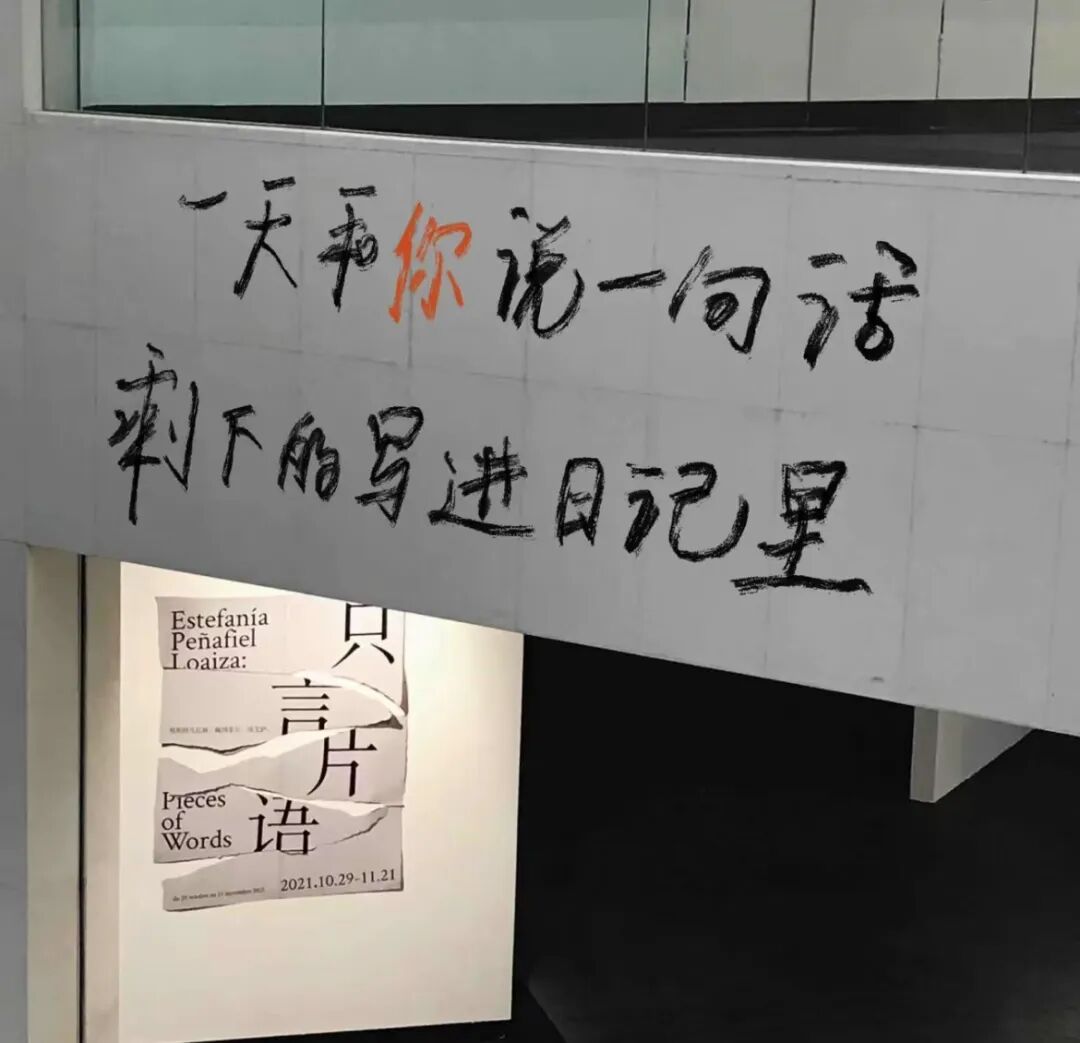 一天和你说一句话
剩下的写进日记里
Estefanía
Peñafiel
Loaiza:
只
言
片
语
Pieces
of
Words
2021.10.29-11.21